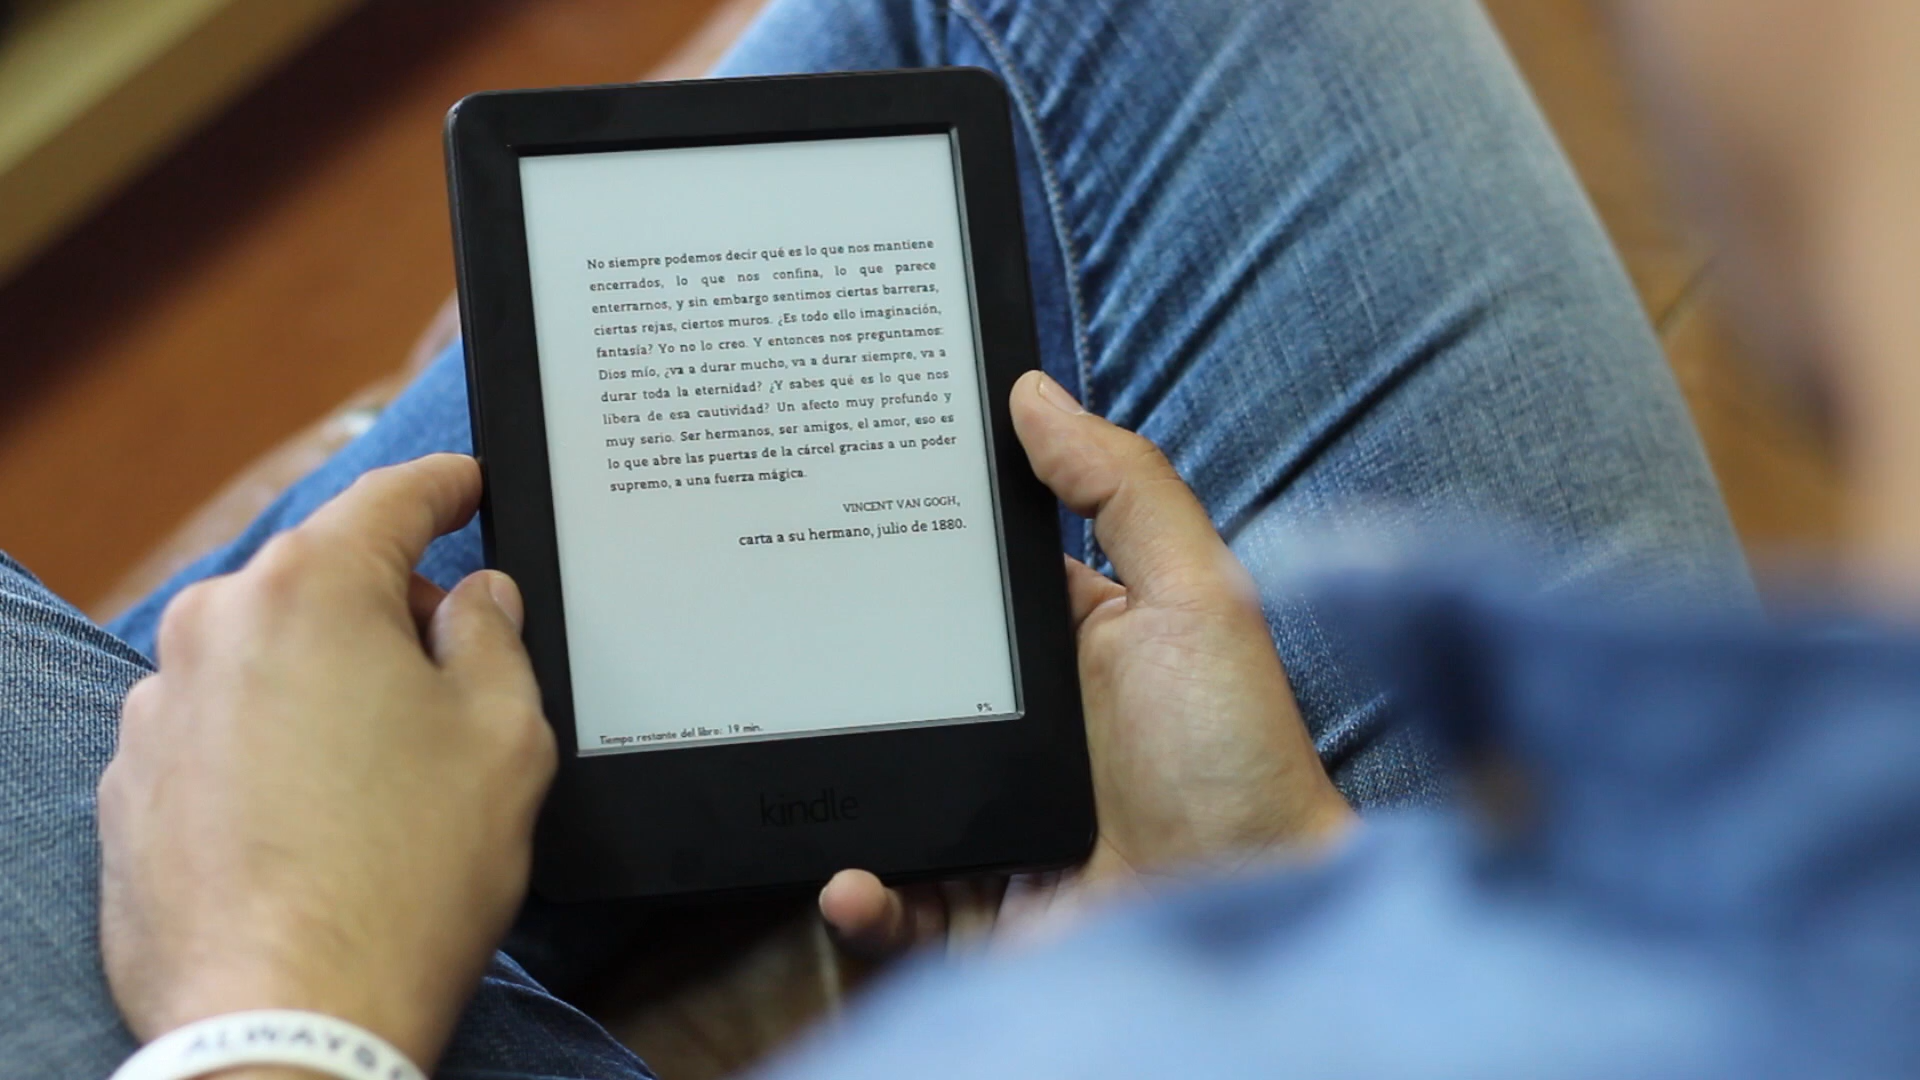 No siempre podemos decir qué es lo que nos mantiene
encerrados, lo que nos confina, lo que parece
enterrarnos, y sin embargo sentimos ciertas barreras,
ciertas rejas, ciertos muros. ¿Es todo ello imaginación,
fantasía? Yo no lo creo. Y entonces nos preguntamos:
Dios mío, ¿va a durar mucho, va a durar siempre, va a
durar toda la eternidad? ¿Y sabes qué es lo que nos
libera de esa cautividad? Un afecto muy profundo y
muy serio. Ser hermanos, ser amigos, el amor, eso es
lo que abre las puertas de la cárcel gracias a un poder
supremo, a una fuerza mágica.
VINCENT VAN GOGH,
carta a su hermano, julio de 1880.
Tiempo restante del libro: 19 min.
9%
kindle
ALWAYS